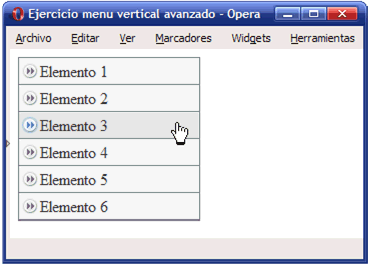 Ejercicio menu vertical avanzado - Opera
Archivo Editar Ver Marcadores Widgets Herramientas
Elemento 1
Elemento 2
Elemento 3
Elemento 4
Elemento 5
Elemento 6